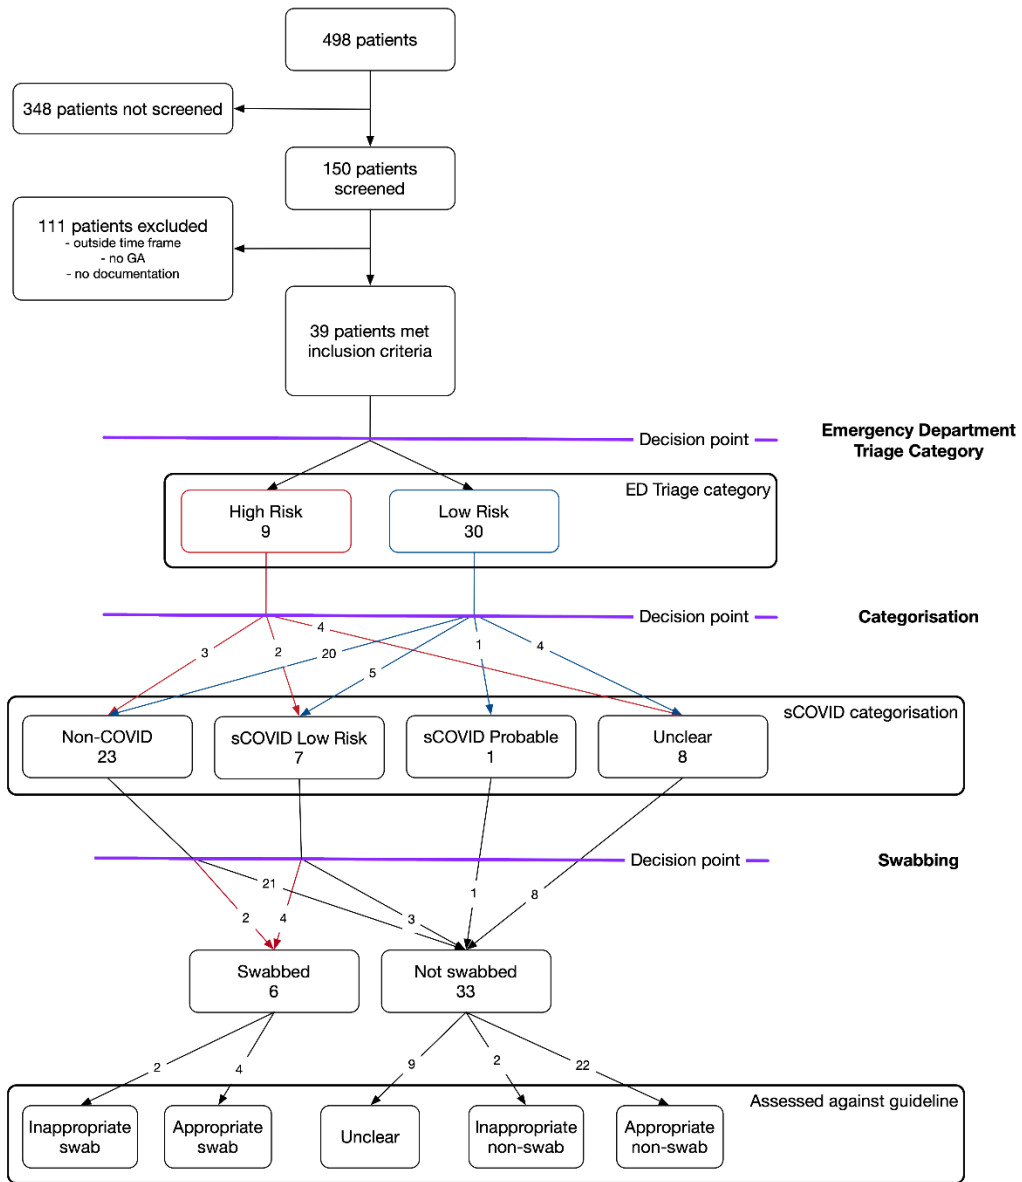 498 patients
348 patients not screened
150 patients
screened
111 patients excluded
- outside time frame
- no GA
- no documentation
39 patients met
inclusion criteria
Decision point
Emergency Department
Triage Category
ED Triage category
High Risk
9
Low Risk
30
Decision point
Categorisation
3
2
20
4
5
1
4
sCOVID categorisation
Non-COVID
23
sCOVID Low Risk
7
sCOVID Probable
1
Unclear
8
Decision point
Swabbing
21
2
4
3
1
8
Swabbed
6
Not swabbed
33
2
4
9
2
22
Assessed against guideline
Inappropriate
swab
Appropriate
swab
Unclear
Inappropriate
non-swab
Appropriate
non-swab